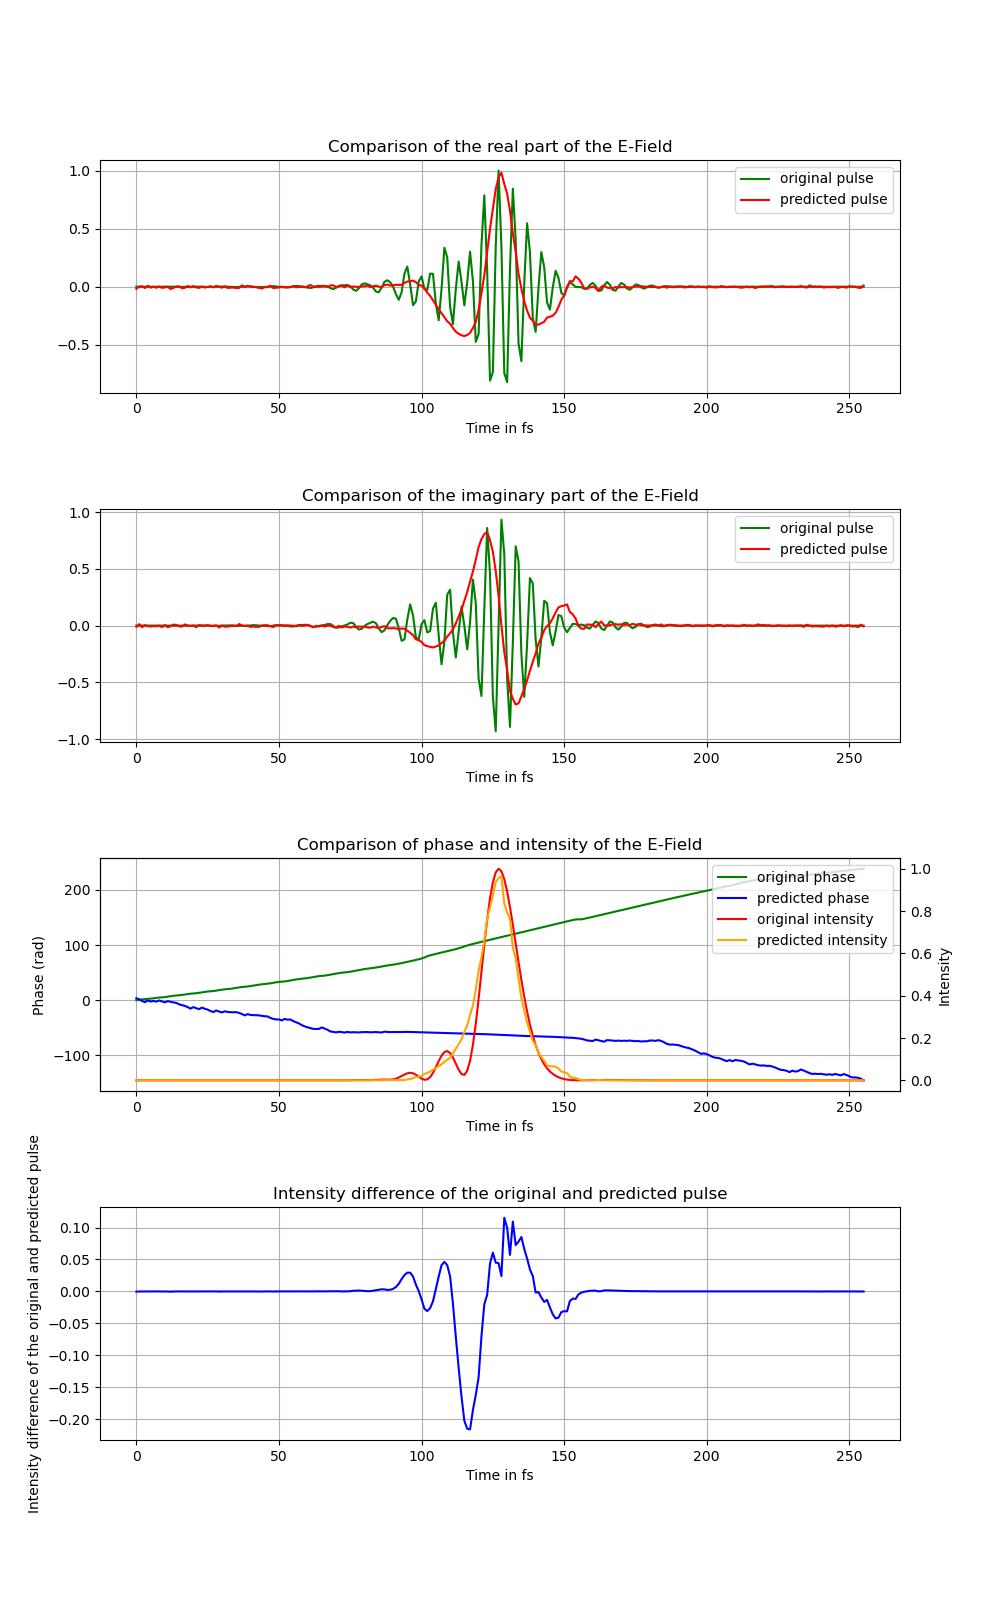 Comparison of the real part of the E-Field
1.0
0.5
0.0
−0.5
original pulse
predicted pulse
0 50 100 150 200 250
Time in fs
Comparison of the imaginary part of the E-Field
1.0
0.5
0.0
−0.5
−1.0
original pulse
predicted pulse
0 50 100 150 200 250
Time in fs
Comparison of phase and intensity of the E-Field
Phase (rad)
200
100
0
−100
original phase
predicted phase
original intensity
predicted intensity
1.0
0.8
0.6
0.4
0.2
0.0
Intensity
0 50 100 150 200 250
Time in fs
Intensity difference of the original and predicted pulse
Intensity difference of the original and predicted pulse
0.10
0.05
0.00
−0.05
−0.10
−0.15
−0.20
0 50 100 150 200 250
Time in fs